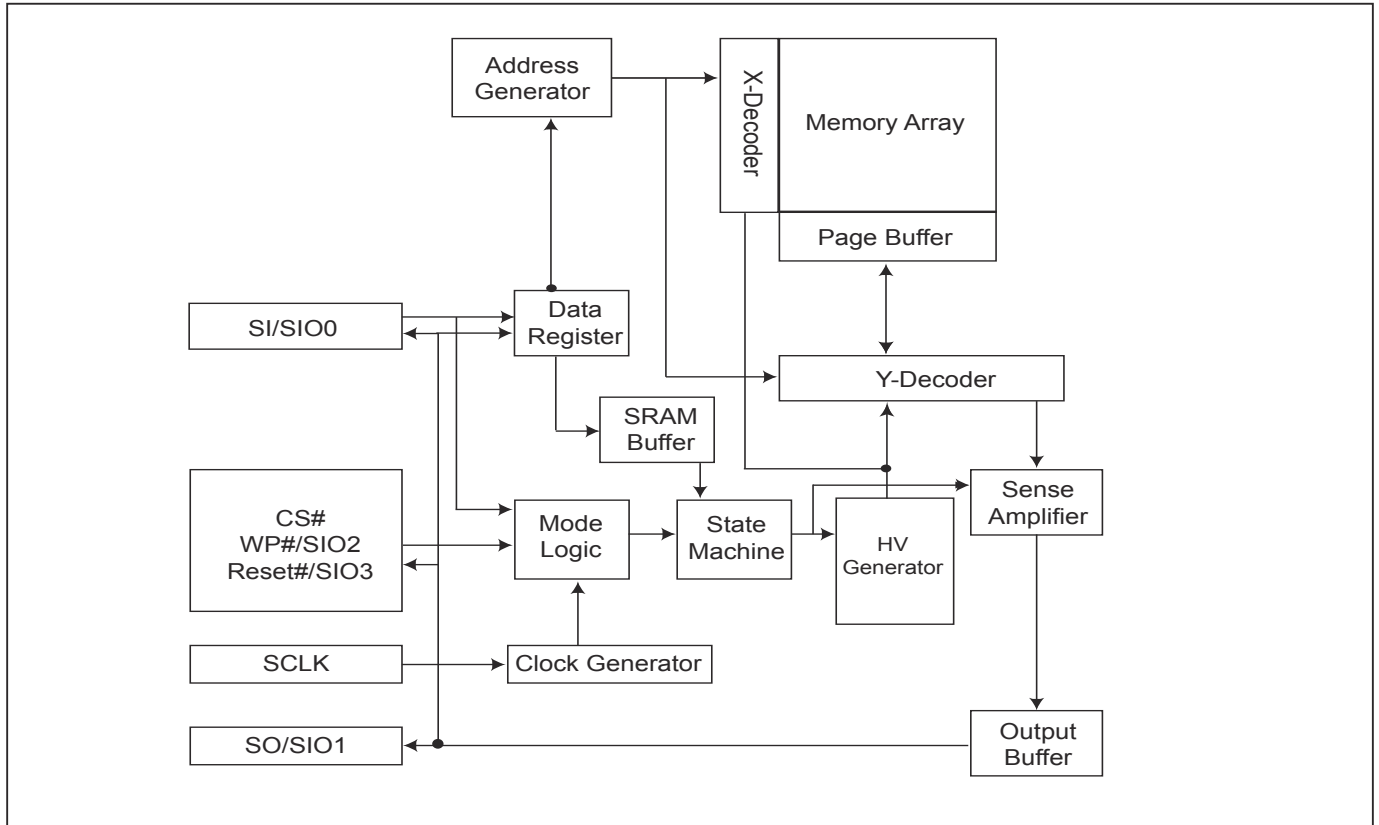 Address
Generator
X-Decoder
Memory Array
Page Buffer
SI/SIO0
Data
Register
Y-Decoder
SRAM
Buffer
CS#
WP#/SIO2
Reset#/SIO3
Mode
Logic
State
Machine
HV
Generator
Sense
Amplifier
SCLK
Clock Generator
SO/SIO1
Output
Buffer